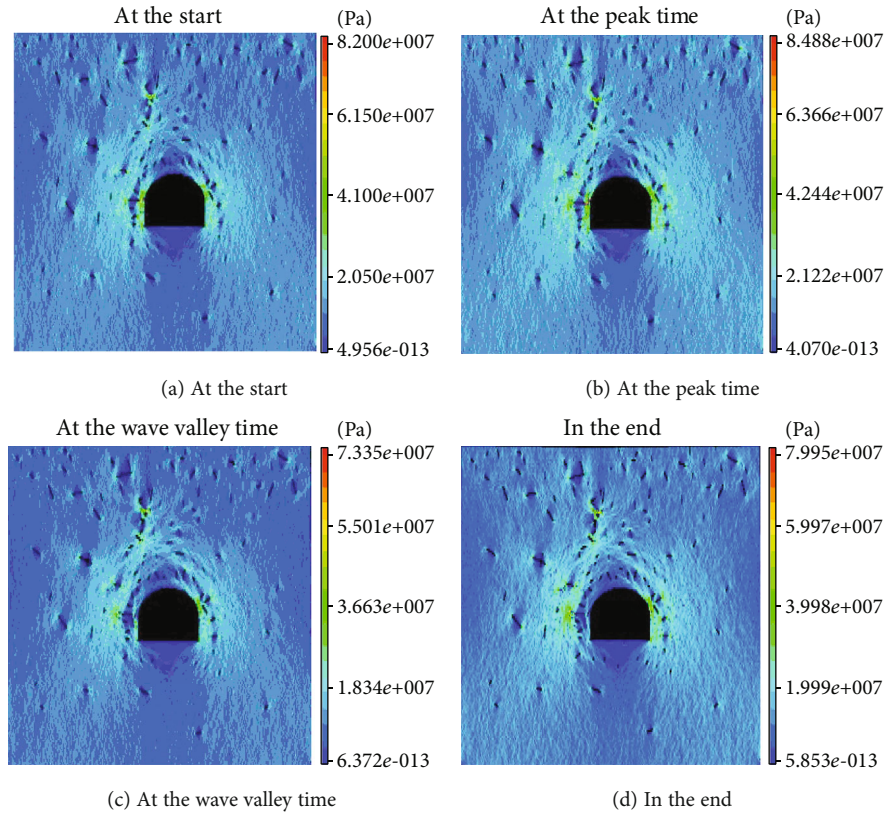 At the start
(Pa)
8.200e+007
6.150e+007
4.100e+007
2.050e+007
4.956e-013
(a) At the start
At the peak time
(Pa)
8.488e+007
6.366e+007
4.244e+007
2.122e+007
4.070e-013
(b) At the peak time
At the wave valley time
(Pa)
7.335e+007
5.501e+007
3.663e+007
1.834e+007
6.372e-013
(c) At the wave valley time
In the end
(Pa)
7.995e+007
5.997e+007
3.998e+007
1.999e+007
5.853e-013
(d) In the end